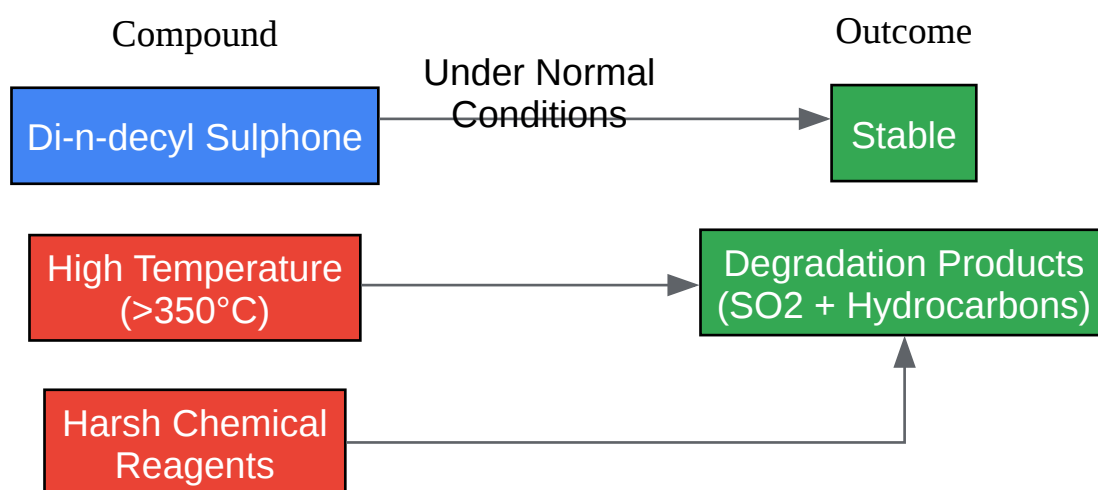 Compound
Outcome
Under Normal
Conditions
Di-n-decyl Sulphone
Stable
High Temperature
(>350°C)
Degradation Products
(SO2 + Hydrocarbons)
Harsh Chemical
Reagents